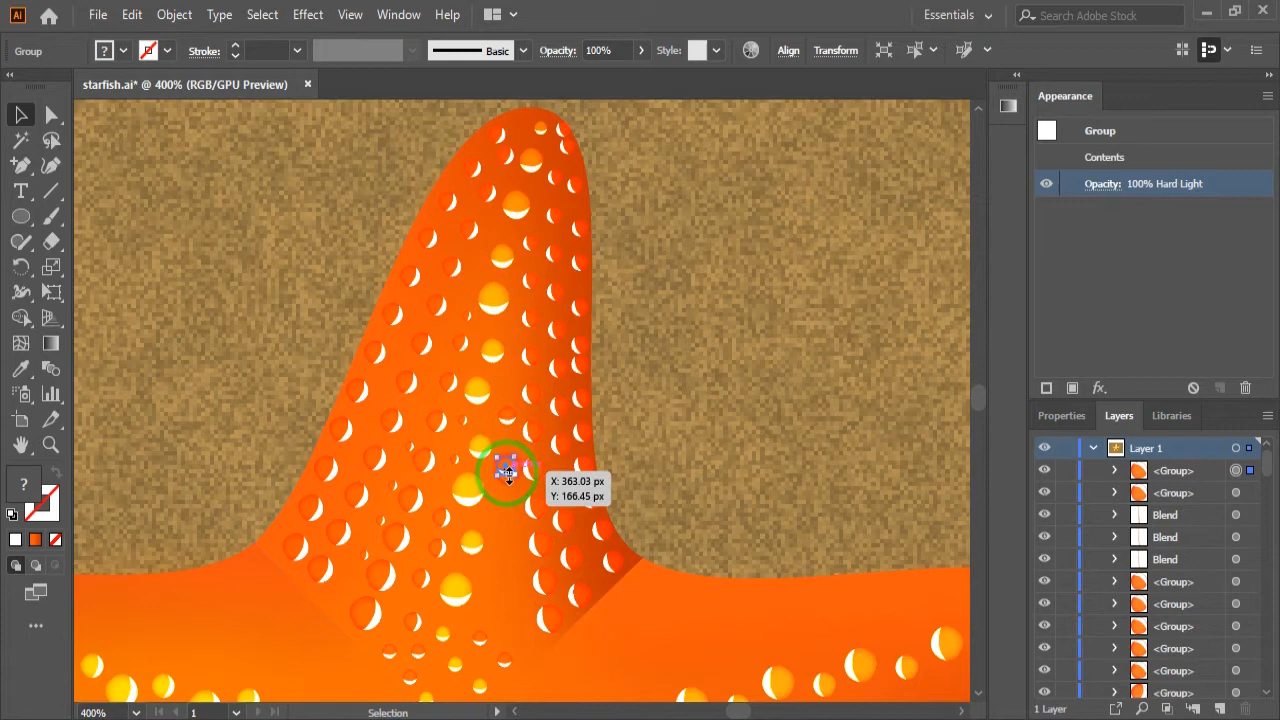 Ai
File Edit Object Type Select Effect View Window Help
Essentials
Search Adobe Stock
Group
?
Stroke:
Basic
Opacity: 100%
Style:
Align
Transform
starfish.ai* @ 400% (RGB/GPU Preview)
Appearance
Group
Contents
Opacity: 100% Hard Light
fx
X: 363.03 px
Y: 166.45 px
?
Properties Layers Libraries
Layer 1
<Group>
<Group>
Blend
Blend
Blend
<Group>
<Group>
<Group>
<Group>
<Group>
<Group>
400%
1
Selection
1 Layer